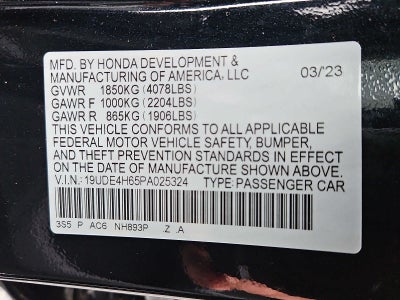 MFD. BY HONDA DEVELOPMENT &
MANUFACTURING OF AMERICA, LLC 03/23
GVWR 1850KG (4078LBS)
GAWR F 1000KG (2204LBS)
GAWR R 865KG (1906LBS)
THIS VEHICLE CONFORMS TO ALL APPLICABLE
FEDERAL MOTOR VEHICLE SAFETY, BUMPER,
AND THEFT PREVENTION STANDARDS IN EFFECT
ON THE DATE OF MANUFACTURE SHOWN ABOVE.
V.I.N.: 19UDE4H65PA025324 TYPE: PASSENGER CAR
3S5 P AC6 NH893P .Z .A